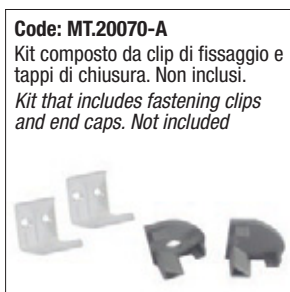 Code: MT.20070-A
Kit composto da clip di fissaggio e
tappi di chiusura. Non inclusi.
Kit that includes fastening clips
and end caps. Not included